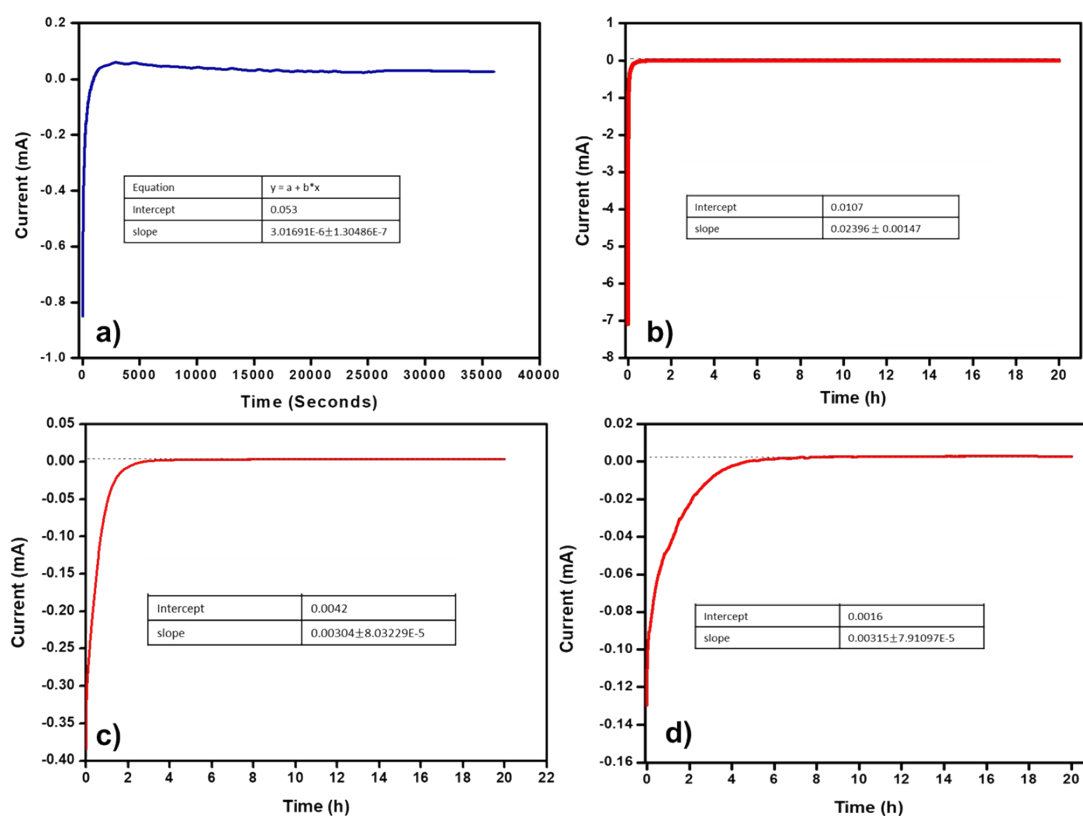 0.2
0.0
-0.2
-0.4
-0.6
-0.8
-1.0
Current (mA)
Equation y = a + b*x
Intercept 0.053
slope 3.01691E-6±1.30486E-7
a)
0 5000 10000 15000 20000 25000 30000 35000 40000
Time (Seconds)
1
0
-1
-2
-3
-4
-5
-6
-7
-8
Current (mA)
Intercept 0.0107
slope 0.02396 ± 0.00147
b)
0 2 4 6 8 10 12 14 16 18 20
Time (h)
0.05
0.00
-0.05
-0.10
-0.15
-0.20
-0.25
-0.30
-0.35
-0.40
Current (mA)
Intercept 0.0042
slope 0.00304±8.03229E-5
c)
0 2 4 6 8 10 12 14 16 18 20 22
Time (h)
0.02
0.00
-0.02
-0.04
-0.06
-0.08
-0.10
-0.12
-0.14
-0.16
Current (mA)
Intercept 0.0016
slope 0.00315±7.91097E-5
d)
0 2 4 6 8 10 12 14 16 18 20
Time (h)